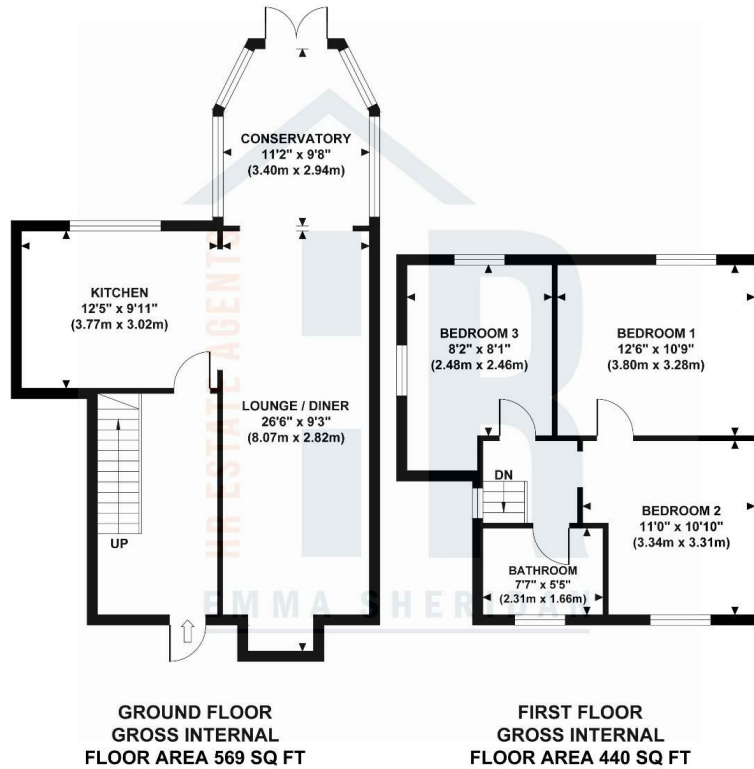 CONSERVATORY
11'2" x 9'8"
(3.40m x 2.94m)
KITCHEN
12'5" x 9'11"
(3.77m x 3.02m)
LOUNGE / DINER
26'6" x 9'3"
(8.07m x 2.82m)
UP
BEDROOM 3
8'2" x 8'1"
(2.48m x 2.46m)
BEDROOM 1
12'6" x 10'9"
(3.80m x 3.28m)
DN
BEDROOM 2
11'0" x 10'10"
(3.34m x 3.31m)
BATHROOM
7'7" x 5'5"
(2.31m x 1.66m)
HR ESTATE AGENTS
HR
EMMA SHERIDAN
GROUND FLOOR
GROSS INTERNAL
FLOOR AREA 569 SQ FT
FIRST FLOOR
GROSS INTERNAL
FLOOR AREA 440 SQ FT